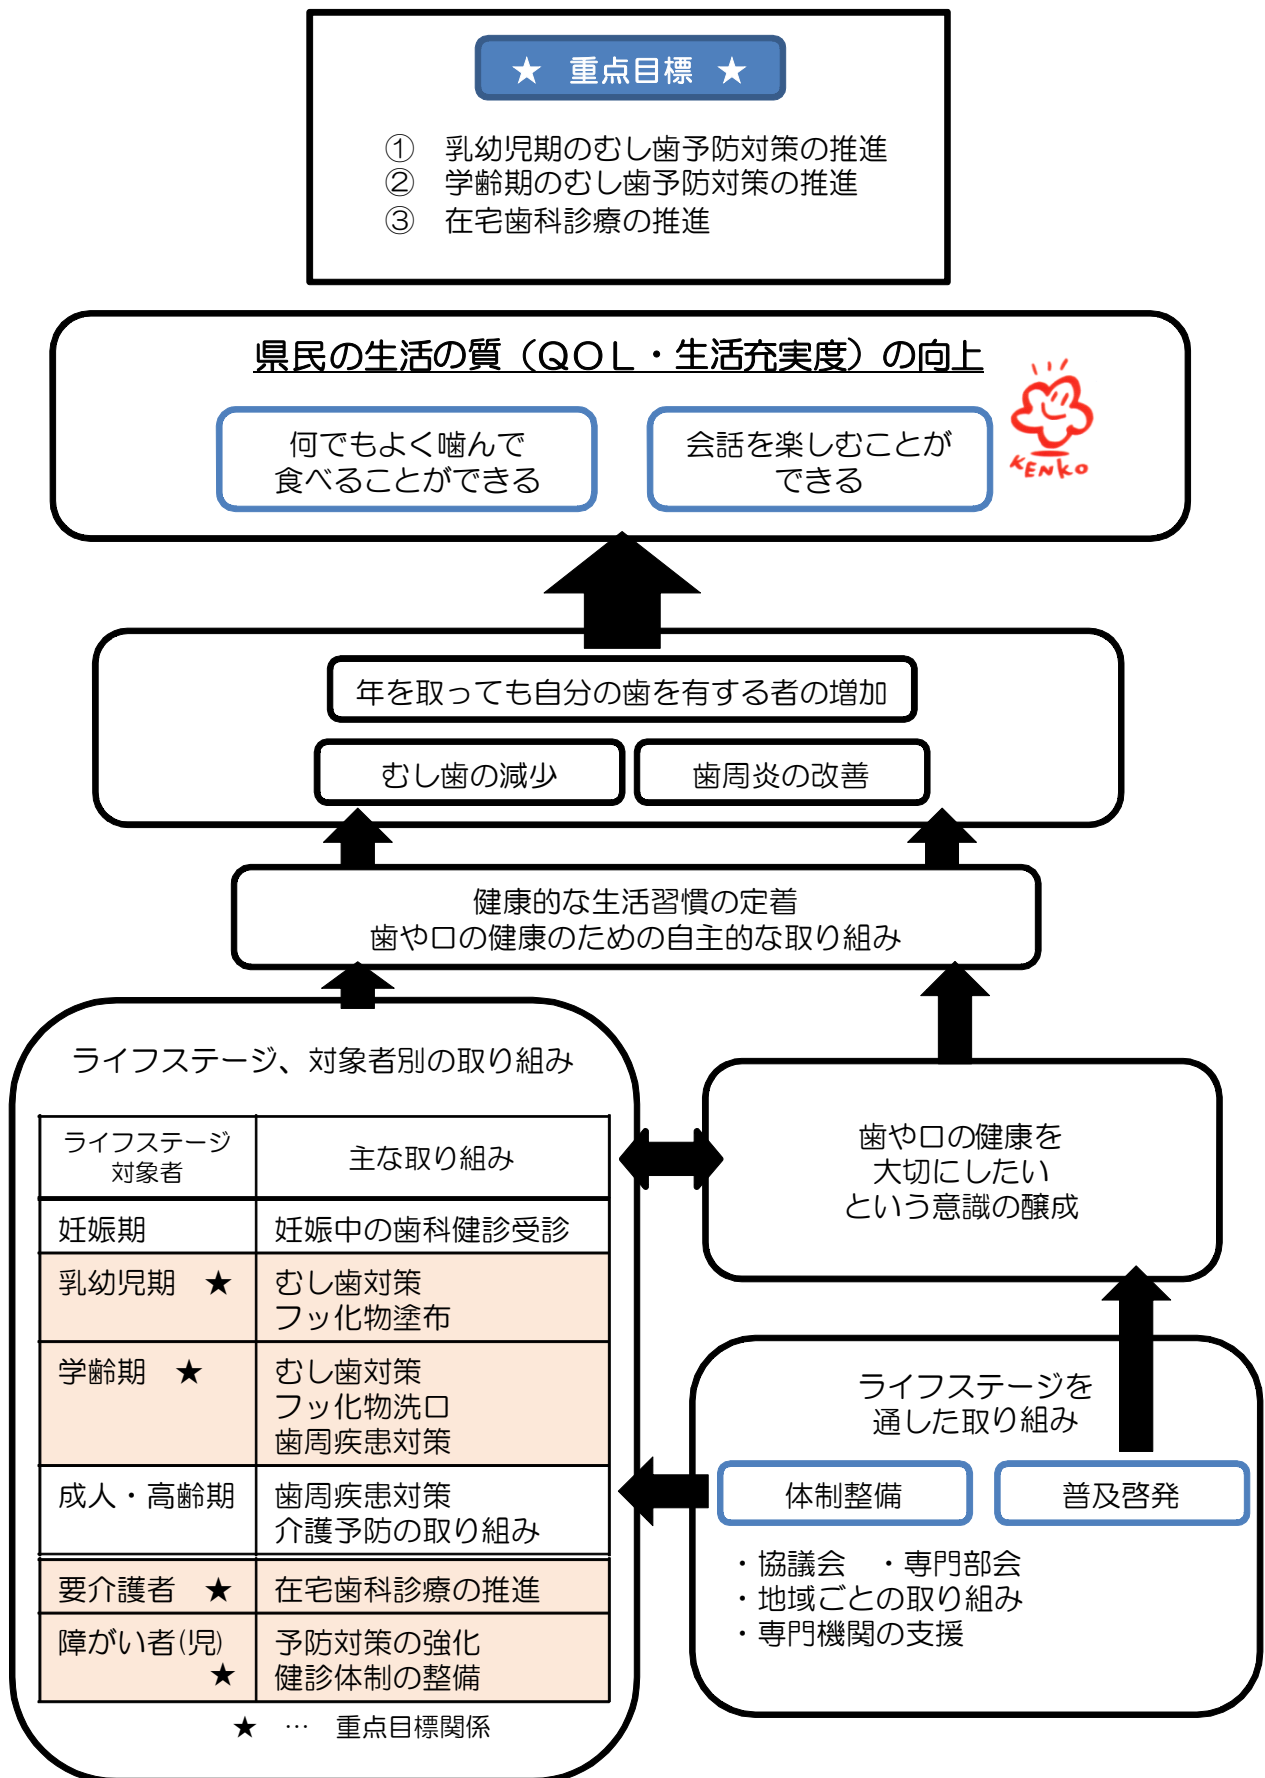 ★ 重点目標 ★
① 乳幼児期のむし歯予防対策の推進
② 学齢期のむし歯予防対策の推進
③ 在宅歯科診療の推進
県民の生活の質（ＱＯＬ・生活充実度）の向上
何でもよく噛んで
食べることができる
会話を楽しむことが
できる
KENKO
年を取っても自分の歯を有する者の増加
むし歯の減少
歯周炎の改善
健康的な生活習慣の定着
歯や口の健康のための自主的な取り組み
ライフステージ、対象者別の取り組み
ライフステージ
対象者
主な取り組み
妊娠期
妊娠中の歯科健診受診
乳幼児期 ★
むし歯対策
フッ化物塗布
学齢期 ★
むし歯対策
フッ化物洗口
歯周疾患対策
成人・高齢期
歯周疾患対策
介護予防の取り組み
要介護者 ★
在宅歯科診療の推進
障がい者(児)
★
予防対策の強化
健診体制の整備
★ … 重点目標関係
歯や口の健康を
大切にしたい
という意識の醸成
ライフステージを
通した取り組み
体制整備
普及啓発
・協議会 ・専門部会
・地域ごとの取り組み
・専門機関の支援